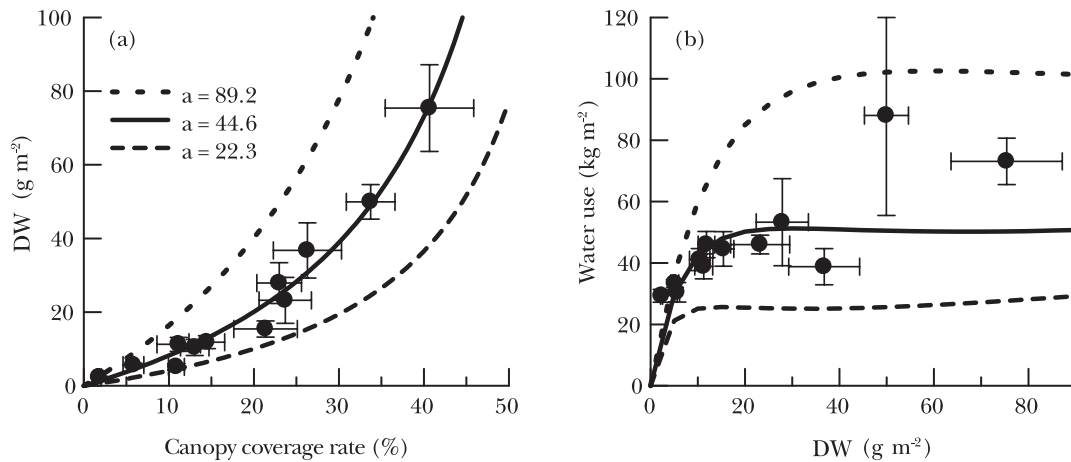 (a)
a = 89.2
a = 44.6
a = 22.3
100
80
60
40
20
0
DW (g m-2)
0 10 20 30 40 50
Canopy coverage rate (%)
(b)
120
100
80
60
40
20
0
Water use (kg m-2)
0 20 40 60 80
DW (g m-2)